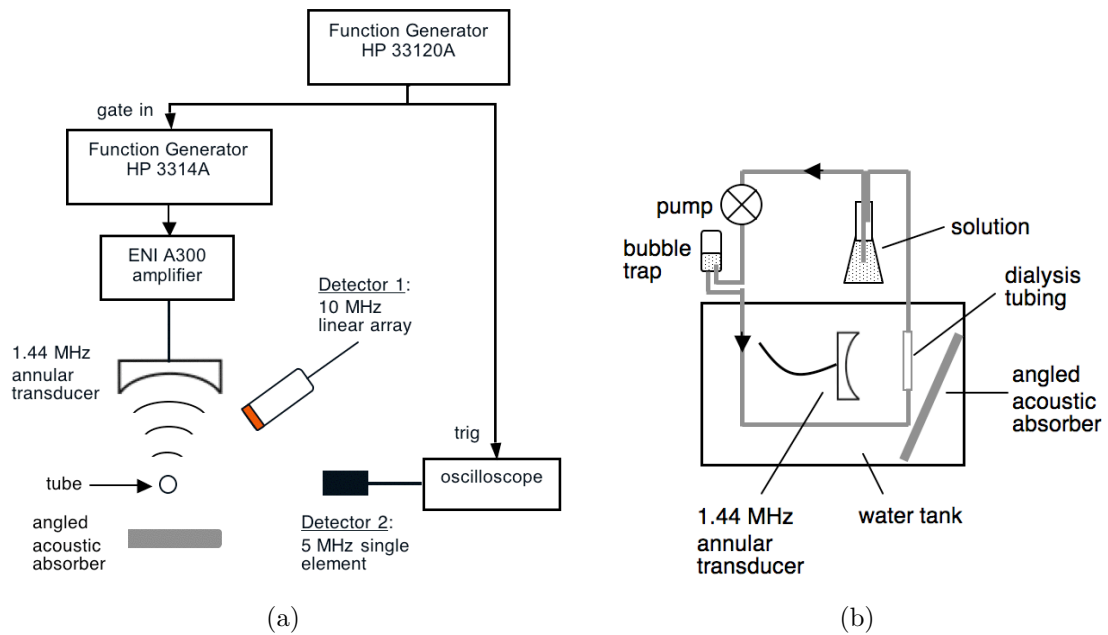 Function Generator
HP 33120A
gate in
Function Generator
HP 3314A
ENI A300
amplifier
Detector 1:
10 MHz
linear array
1.44 MHz
annular
transducer
trig
tube
oscilloscope
angled
acoustic
absorber
Detector 2:
5 MHz single
element
(a)
pump
bubble
trap
solution
dialysis
tubing
angled
acoustic
absorber
1.44 MHz
annular
transducer
water tank
(b)